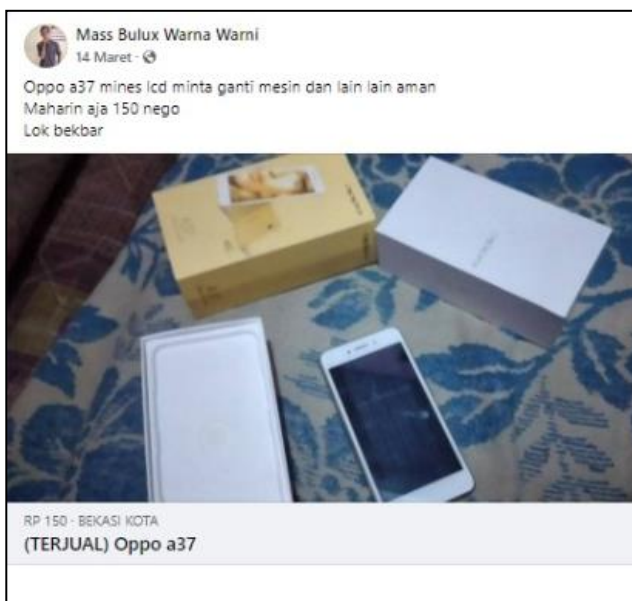 Mass Bulux Warna Warni
14 Maret ·
Oppo a37 mines lcd minta ganti mesin dan lain lain aman
Maharin aja 150 nego
Lok bekbar
RP 150 · BEKASI KOTA
(TERJUAL) Oppo a37